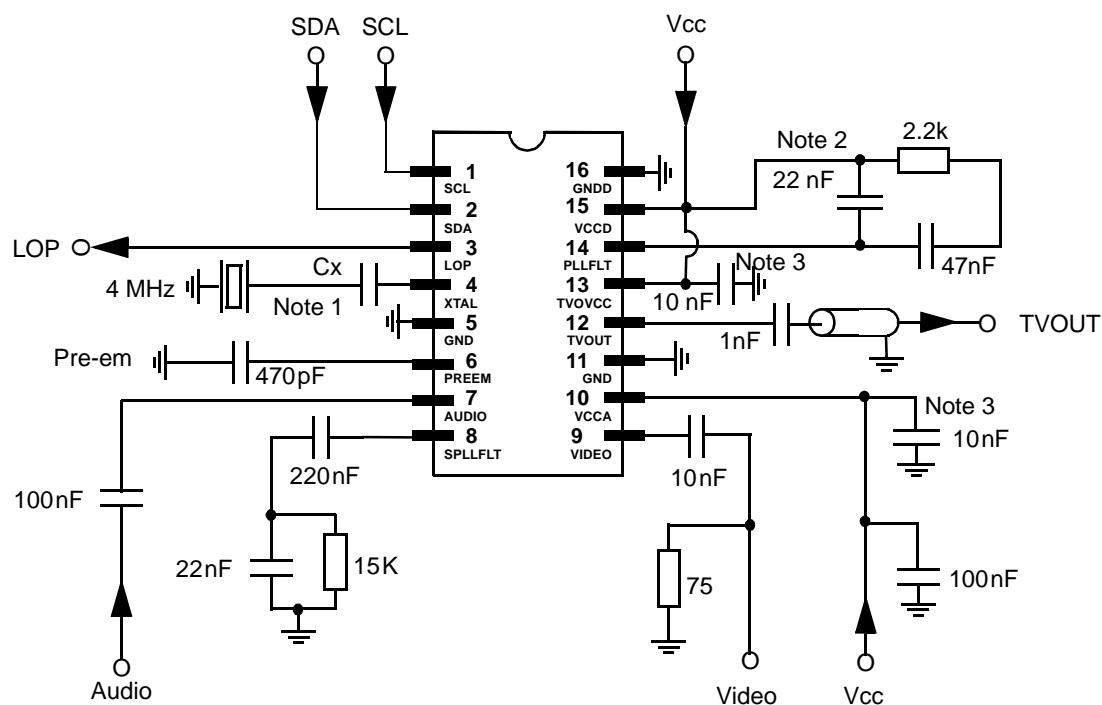 SDA SCL Vcc
Note 2 2.2k
22 nF
1 SCL
2 SDA
3 LOP
4 XTAL
5 GND
6 PREEM
7 AUDIO
8 SPLLFLT
16 GNDD
15 VCCD
14 PLLFLT
13 TVOVCC
12 TVOUT
11 GND
10 VCCA
9 VIDEO
LOP
4 MHz
Cx
Note 1
Pre-em
470pF
Note 3
10 nF
47nF
1nF
TVOUT
Note 3
10nF
220nF
10nF
100nF
22nF
15K
75
100nF
Audio
Video
Vcc